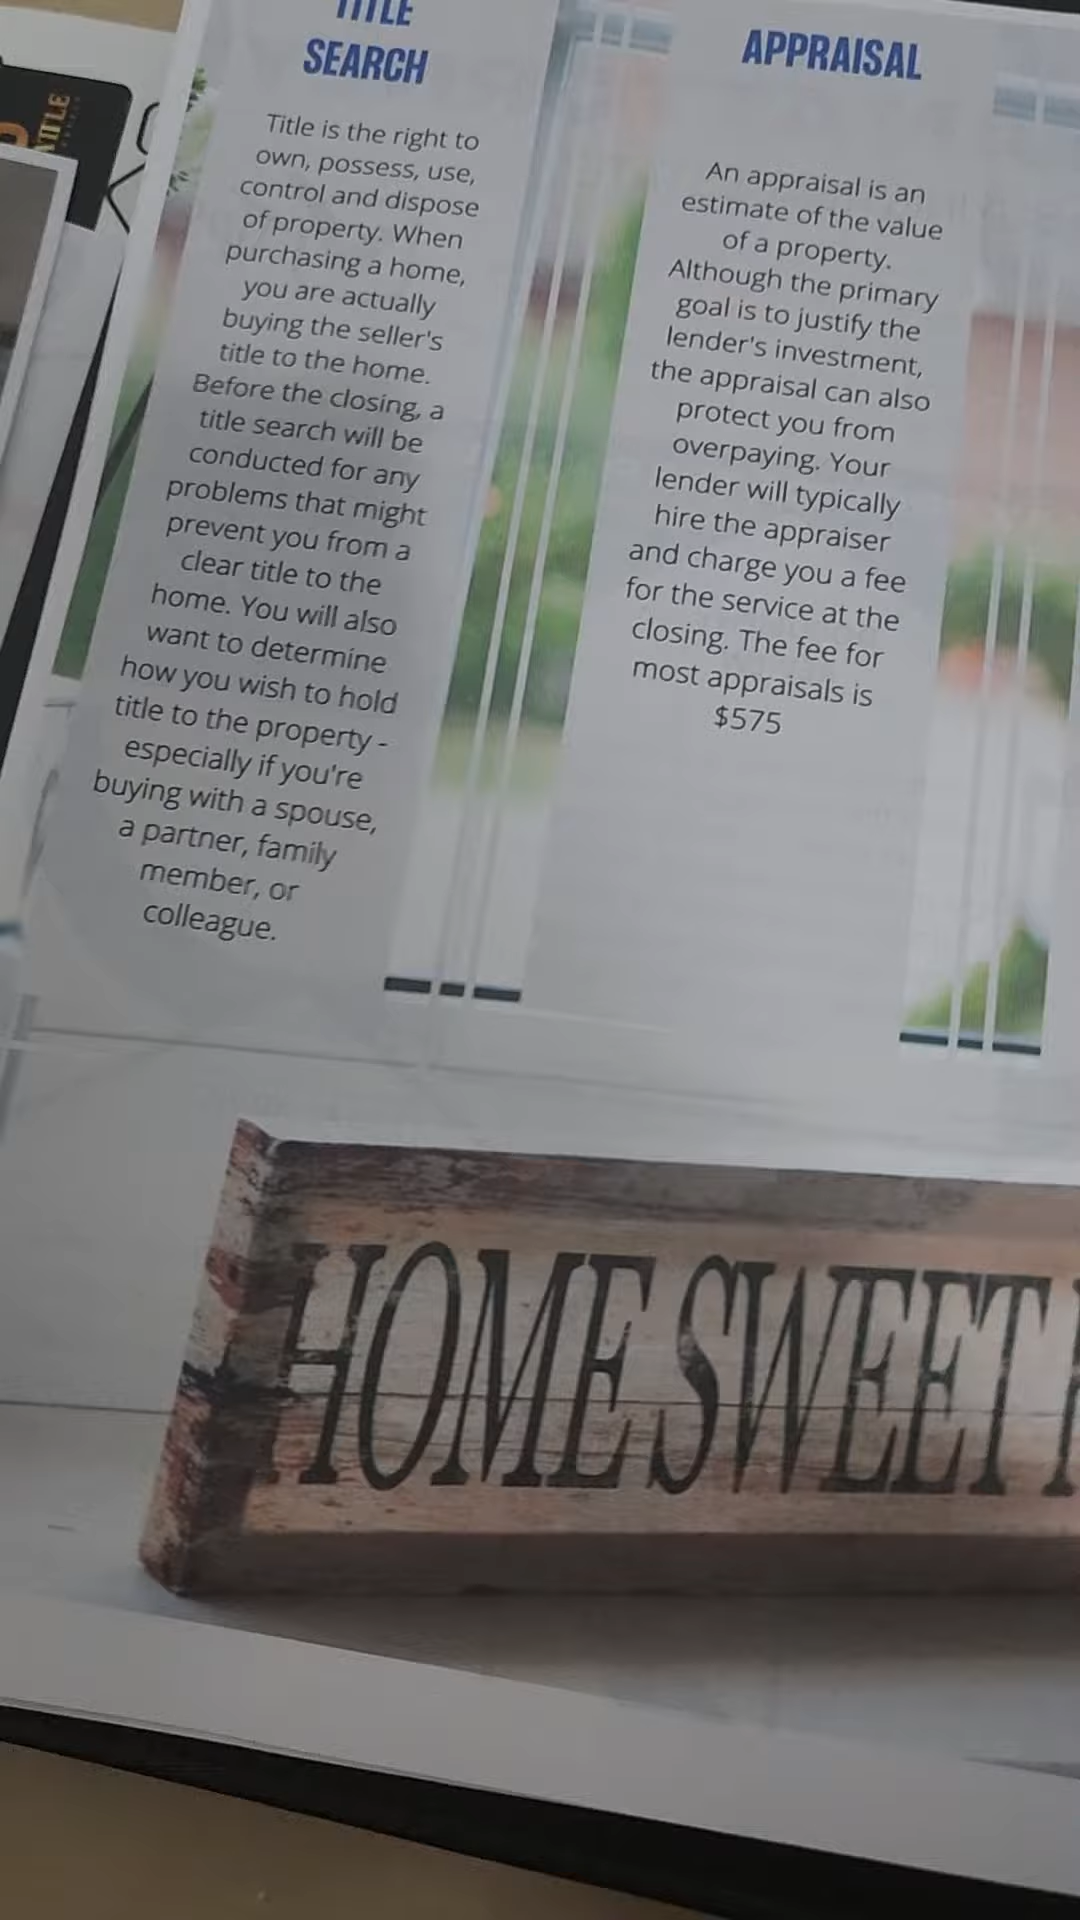 TITLE
SEARCH
Title is the right to
own, possess, use,
control and dispose
of property. When
purchasing a home,
you are actually
buying the seller's
title to the home.
Before the closing, a
title search will be
conducted for any
problems that might
prevent you from a
clear title to the
home. You will also
want to determine
how you wish to hold
title to the property -
especially if you're
buying with a spouse,
a partner, family
member, or
colleague.
APPRAISAL
An appraisal is an
estimate of the value
of a property.
Although the primary
goal is to justify the
lender's investment,
the appraisal can also
protect you from
overpaying. Your
lender will typically
hire the appraiser
and charge you a fee
for the service at the
closing. The fee for
most appraisals is
$575
HOME SWEET